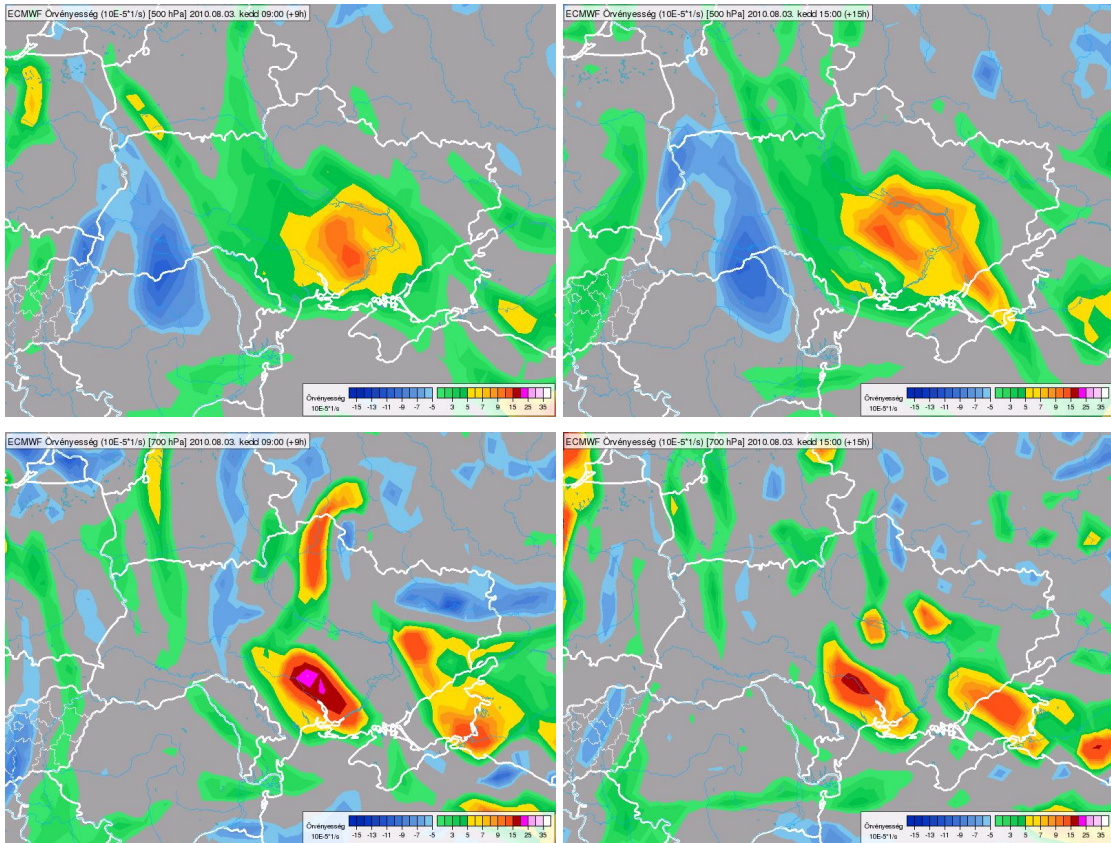 ECMWF Örvényesség (10E-5*1/s) [500 hPa] 2010.08.03. kedd 09:00 (+9h)
Örvényesség
10E-5*1/s
-15 -13 -11 -9 -7 -5 3 5 7 9 15 25 35
ECMWF Örvényesség (10E-5*1/s) [500 hPa] 2010.08.03. kedd 15:00 (+15h)
Örvényesség
10E-5*1/s
-15 -13 -11 -9 -7 -5 3 5 7 9 15 25 35
ECMWF Örvényesség (10E-5*1/s) [700 hPa] 2010.08.03. kedd 09:00 (+9h)
Örvényesség
10E-5*1/s
-15 -13 -11 -9 -7 -5 3 5 7 9 15 25 35
ECMWF Örvényesség (10E-5*1/s) [700 hPa] 2010.08.03. kedd 15:00 (+15h)
Örvényesség
10E-5*1/s
-15 -13 -11 -9 -7 -5 3 5 7 9 15 25 35